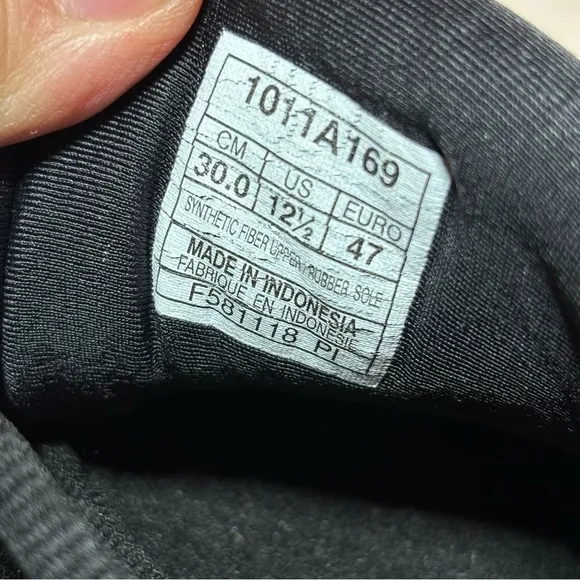 1011A169
CM US EURO
30.0 12½ 47
SYNTHETIC FIBER UPPER / RUBBER SOLE
MADE IN INDONESIA
FABRIQUE EN INDONESIE
F581118 PI